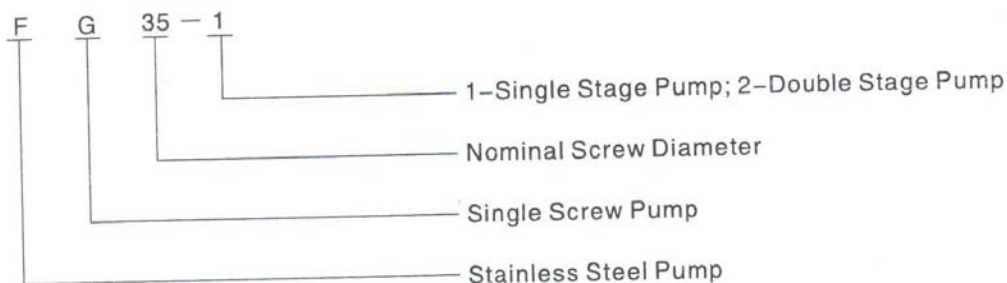 F G 35 – 1
1–Single Stage Pump; 2–Double Stage Pump
Nominal Screw Diameter
Single Screw Pump
Stainless Steel Pump